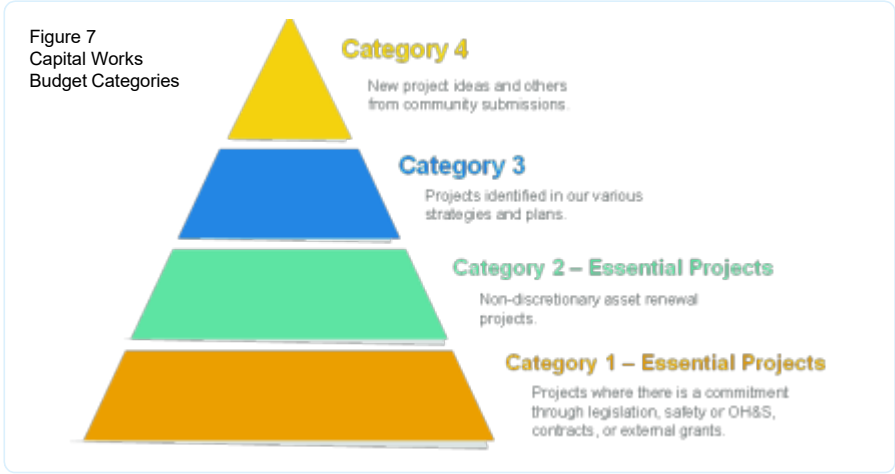 Figure 7
Capital Works
Budget Categories
Category 4
New project ideas and others
from community submissions.
Category 3
Projects identified in our various
strategies and plans.
Category 2 – Essential Projects
Non-discretionary asset renewal
projects.
Category 1 – Essential Projects
Projects where there is a commitment
through legislation, safety or OH&S,
contracts, or external grants.